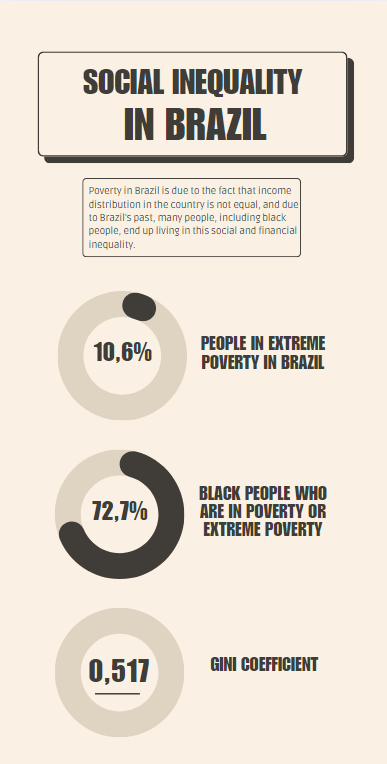 SOCIAL INEQUALITY
IN BRAZIL
Poverty in Brazil is due to the fact that income
distribution in the country is not equal, and due
to Brazil's past, many people, including black
people, end up living in this social and financial
inequality.
10,6%
PEOPLE IN EXTREME
POVERTY IN BRAZIL
72,7%
BLACK PEOPLE WHO
ARE IN POVERTY OR
EXTREME POVERTY
0,517
GINI COEFFICIENT